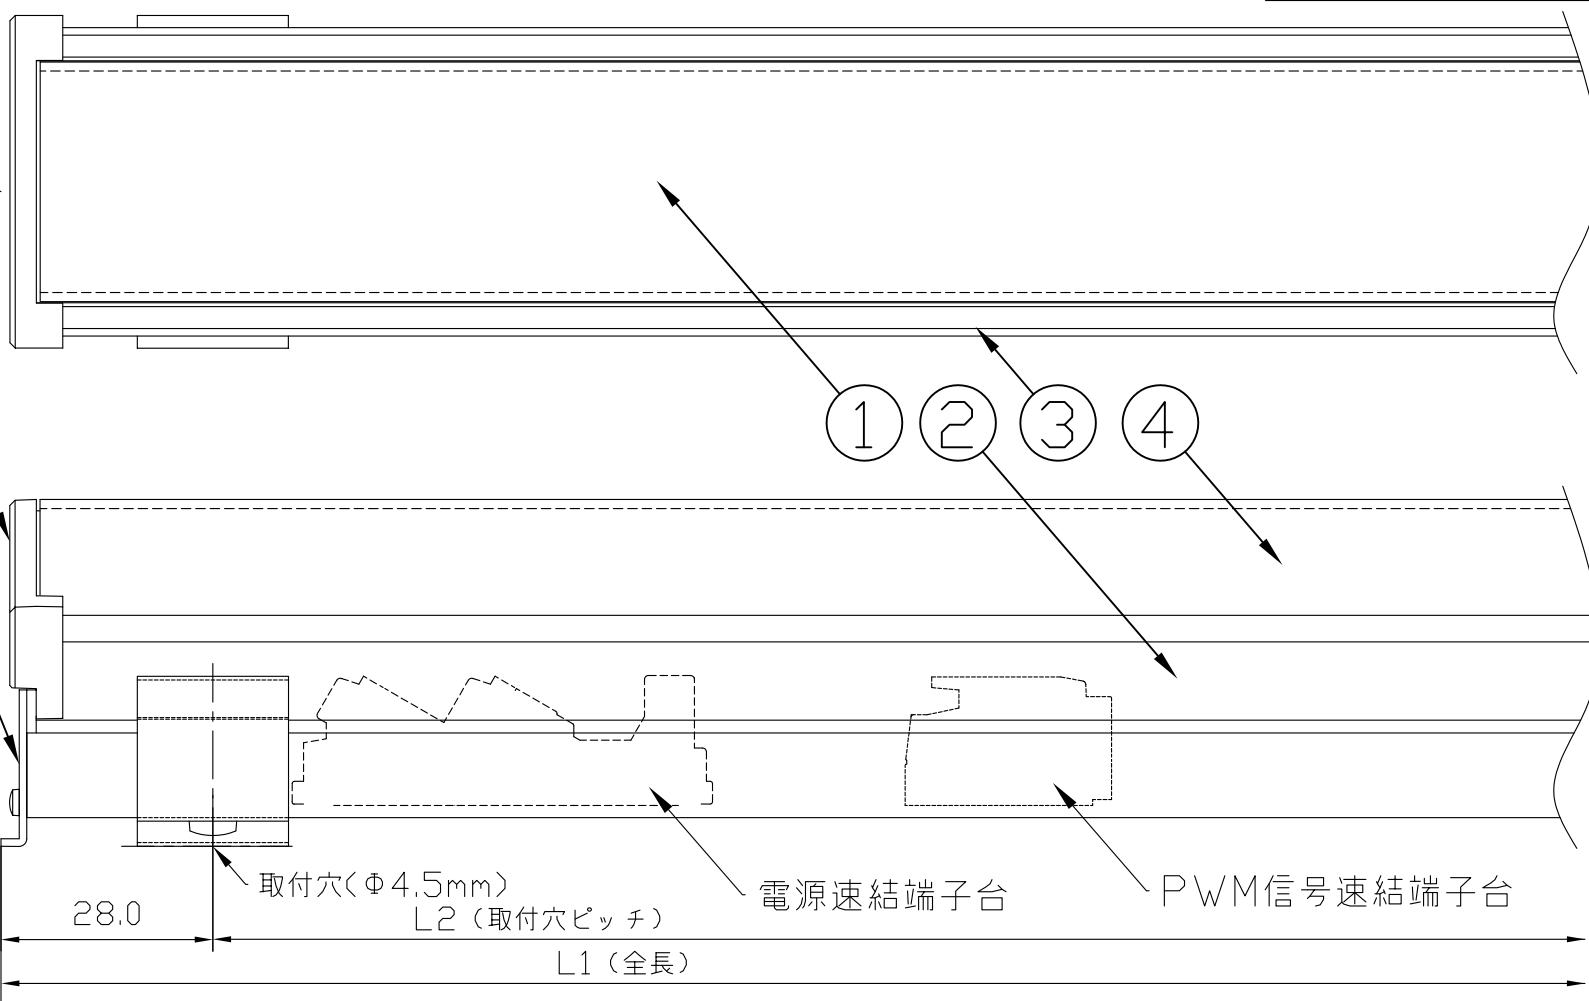 ① ② ③ ④
取付穴(Φ4.5mm)
電源速結端子台
PWM信号速結端子台
28.0
L2(取付穴ピッチ)
L1(全長)